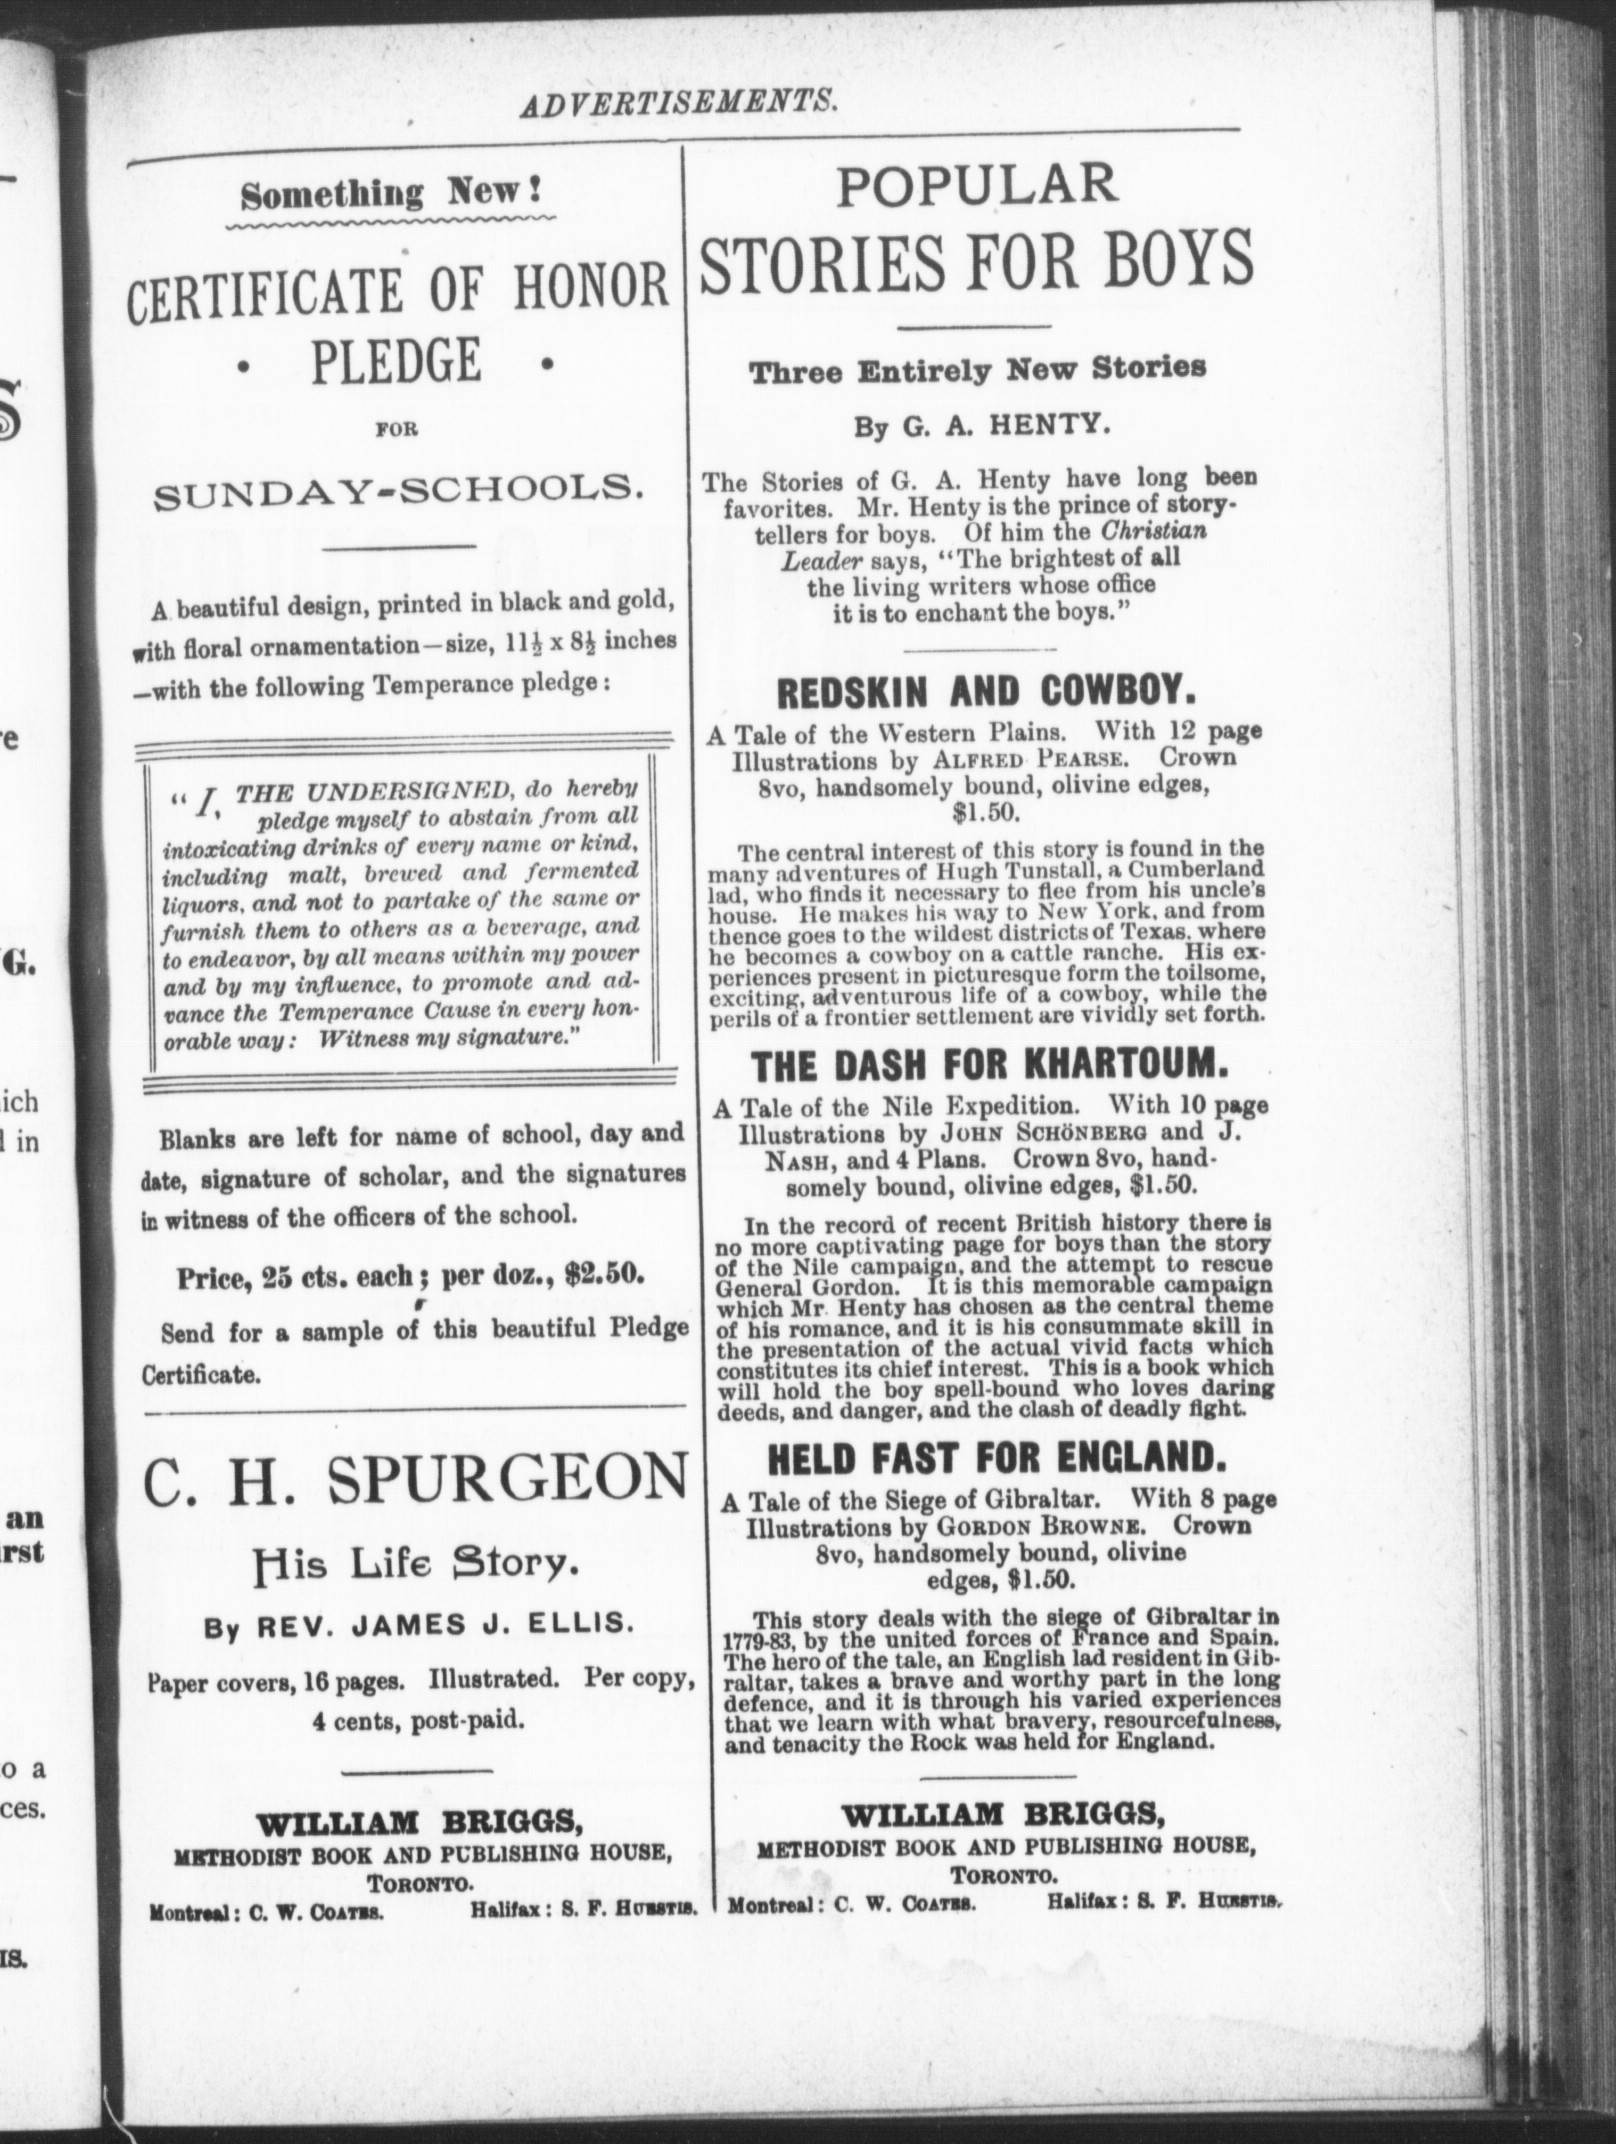 ADVERTISEMENTS.
Something New!
CERTIFICATE OF HONOR
• PLEDGE •
FOR
SUNDAY-SCHOOLS.
A beautiful design, printed in black and gold,
with floral ornamentation—size, 11½ x 8½ inches
—with the following Temperance pledge:
"I, THE UNDERSIGNED, do hereby
pledge myself to abstain from all
intoxicating drinks of every name or kind,
including malt, brewed and fermented
liquors, and not to partake of the same or
furnish them to others as a beverage, and
to endeavor, by all means within my power
and by my influence, to promote and ad-
vance the Temperance Cause in every hon-
orable way: Witness my signature."
Blanks are left for name of school, day and
date, signature of scholar, and the signatures
in witness of the officers of the school.
Price, 25 cts. each; per doz., $2.50.
Send for a sample of this beautiful Pledge
Certificate.
C. H. SPURGEON
His Life Story.
By REV. JAMES J. ELLIS.
Paper covers, 16 pages. Illustrated. Per copy,
4 cents, post-paid.
WILLIAM BRIGGS,
METHODIST BOOK AND PUBLISHING HOUSE,
TORONTO.
Montreal: C. W. COATES. Halifax: S. F. HUESTIS.
POPULAR
STORIES FOR BOYS
Three Entirely New Stories
By G. A. HENTY.
The Stories of G. A. Henty have long been
favorites. Mr. Henty is the prince of story-
tellers for boys. Of him the Christian
Leader says, "The brightest of all
the living writers whose office
it is to enchant the boys."
REDSKIN AND COWBOY.
A Tale of the Western Plains. With 12 page
Illustrations by ALFRED PEARSE. Crown
8vo, handsomely bound, olivine edges,
$1.50.
The central interest of this story is found in the
many adventures of Hugh Tunstall, a Cumberland
lad, who finds it necessary to flee from his uncle's
house. He makes his way to New York, and from
thence goes to the wildest districts of Texas, where
he becomes a cowboy on a cattle ranche. His ex-
periences present in picturesque form the toilsome,
exciting, adventurous life of a cowboy, while the
perils of a frontier settlement are vividly set forth.
THE DASH FOR KHARTOUM.
A Tale of the Nile Expedition. With 10 page
Illustrations by JOHN SCHÖNBERG and J.
NASH, and 4 Plans. Crown 8vo, hand-
somely bound, olivine edges, $1.50.
In the record of recent British history there is
no more captivating page for boys than the story
of the Nile campaign, and the attempt to rescue
General Gordon. It is this memorable campaign
which Mr. Henty has chosen as the central theme
of his romance, and it is his consummate skill in
the presentation of the actual vivid facts which
constitutes its chief interest. This is a book which
will hold the boy spell-bound who loves daring
deeds, and danger, and the clash of deadly fight.
HELD FAST FOR ENGLAND.
A Tale of the Siege of Gibraltar. With 8 page
Illustrations by GORDON BROWNE. Crown
8vo, handsomely bound, olivine
edges, $1.50.
This story deals with the siege of Gibraltar in
1779-83, by the united forces of France and Spain.
The hero of the tale, an English lad resident in Gib-
raltar, takes a brave and worthy part in the long
defence, and it is through his varied experiences
that we learn with what bravery, resourcefulness,
and tenacity the Rock was held for England.
WILLIAM BRIGGS,
METHODIST BOOK AND PUBLISHING HOUSE,
TORONTO.
Montreal: C. W. COATES. Halifax: S. F. HUESTIS.